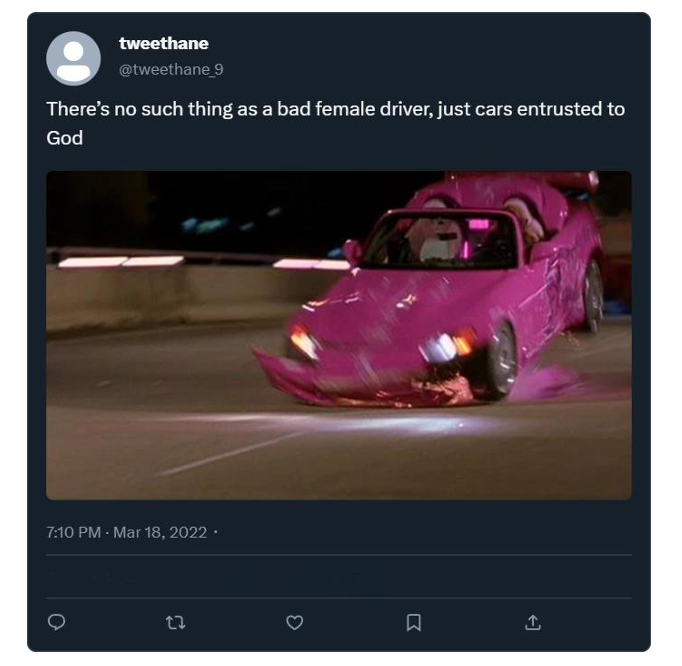 tweethane
@tweethane_9
There’s no such thing as a bad female driver, just cars entrusted to
God
7:10 PM · Mar 18, 2022 ·